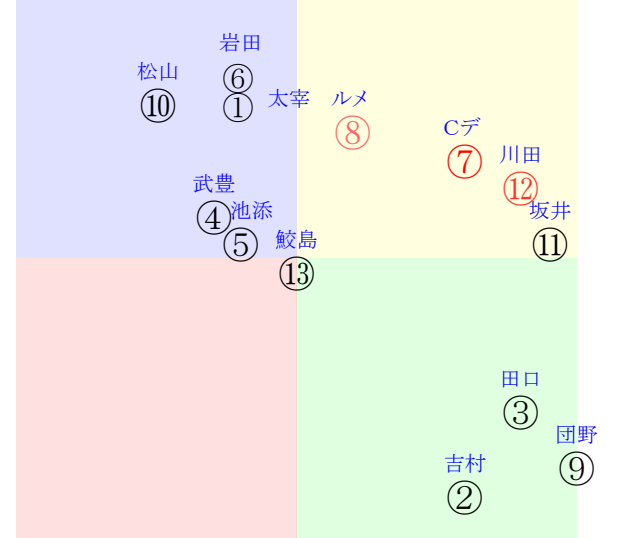 岩田
⑥
松山
⑩
①
太宰
ルメ
⑧
Cデ
⑦
川田
⑫
武豊
④
池添
⑤
坂井
⑪
鮫島
⑬
田口
③
団野
⑨
吉村
②